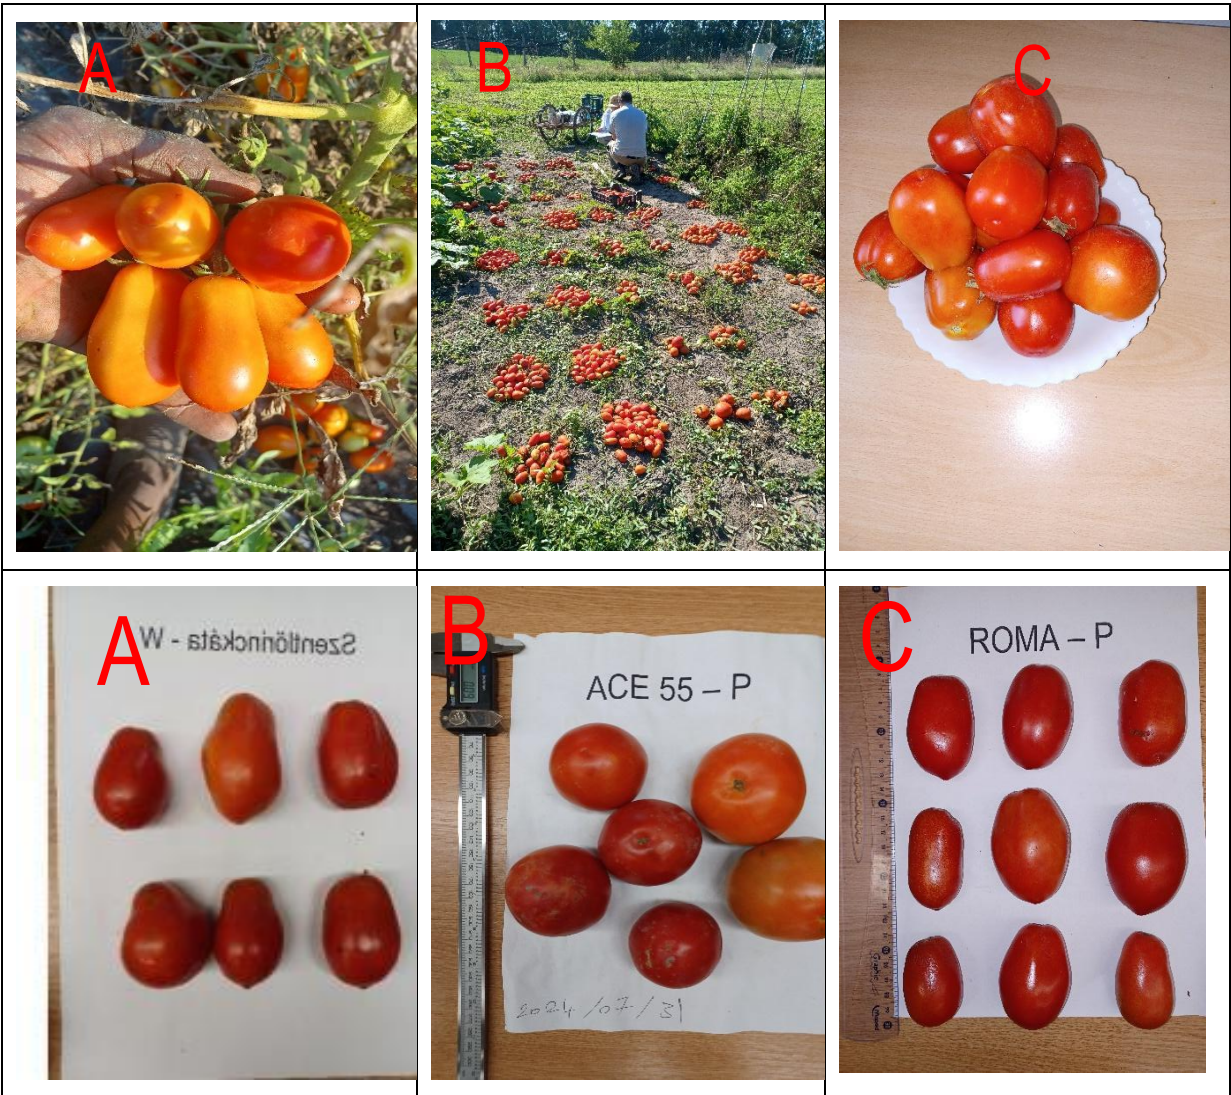 A
B
C
A
Szentlőrinckáta - W
B
ACE 55 – P
2024/07/31
C
ROMA – P